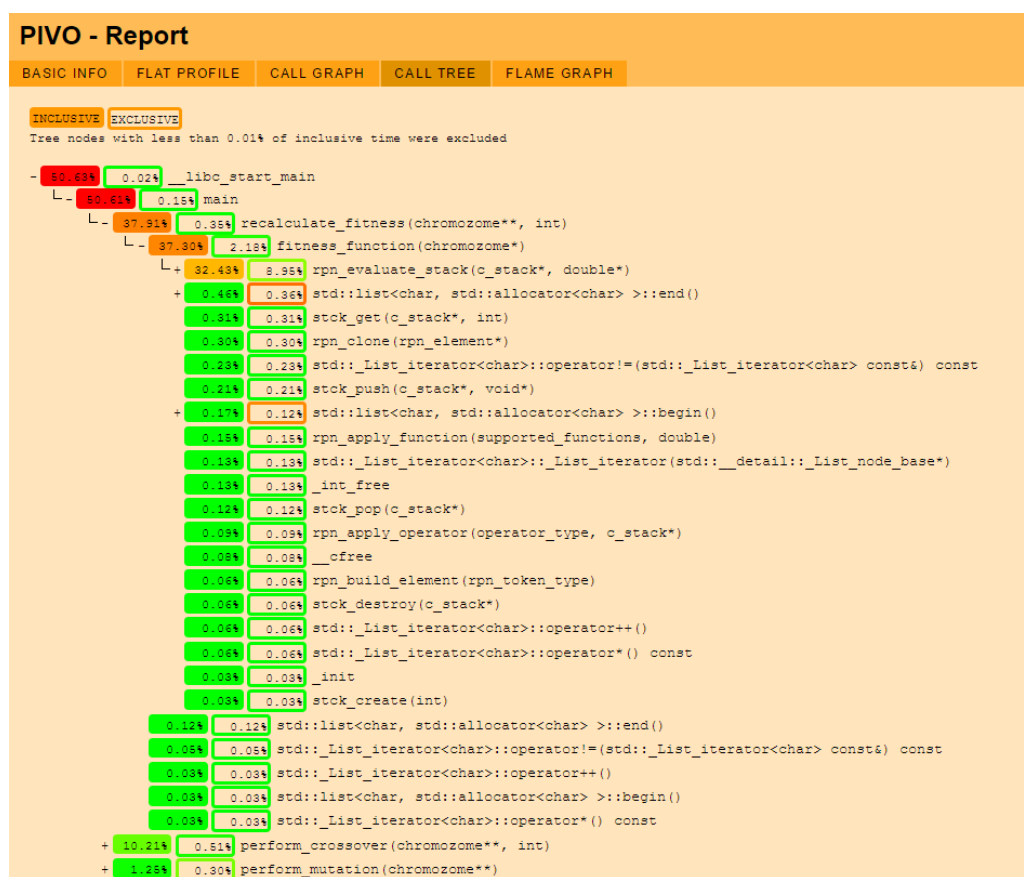 PIVO - Report
BASIC INFO FLAT PROFILE CALL GRAPH CALL TREE FLAME GRAPH
INCLUSIVE EXCLUSIVE
Tree nodes with less than 0.01% of inclusive time were excluded
- 50.63% 0.02% __libc_start_main
- 50.61% 0.15% main
- 37.91% 0.35% recalculate_fitness(chromozome**, int)
- 37.30% 2.18% fitness_function(chromozome*)
+ 32.43% 8.95% rpn_evaluate_stack(c_stack*, double*)
+ 0.46% 0.36% std::list<char, std::allocator<char> >::end()
0.31% 0.31% stck_get(c_stack*, int)
0.30% 0.30% rpn_clone(rpn_element*)
0.23% 0.23% std::_List_iterator<char>::operator!=(std::_List_iterator<char> const&) const
0.21% 0.21% stck_push(c_stack*, void*)
+ 0.17% 0.12% std::list<char, std::allocator<char> >::begin()
0.15% 0.15% rpn_apply_function(supported_functions, double)
0.13% 0.13% std::_List_iterator<char>::_List_iterator(std::__detail::_List_node_base*)
0.13% 0.13% _int_free
0.12% 0.12% stck_pop(c_stack*)
0.09% 0.09% rpn_apply_operator(operator_type, c_stack*)
0.08% 0.08% __cfree
0.06% 0.06% rpn_build_element(rpn_token_type)
0.06% 0.06% stck_destroy(c_stack*)
0.06% 0.06% std::_List_iterator<char>::operator++()
0.06% 0.06% std::_List_iterator<char>::operator*() const
0.03% 0.03% _init
0.03% 0.03% stck_create(int)
0.12% 0.12% std::list<char, std::allocator<char> >::end()
0.05% 0.05% std::_List_iterator<char>::operator!=(std::_List_iterator<char> const&) const
0.03% 0.03% std::_List_iterator<char>::operator++()
0.03% 0.03% std::list<char, std::allocator<char> >::begin()
0.03% 0.03% std::_List_iterator<char>::operator*() const
+ 10.21% 0.51% perform_crossover(chromozome**, int)
+ 1.25% 0.30% perform_mutation(chromozome**)